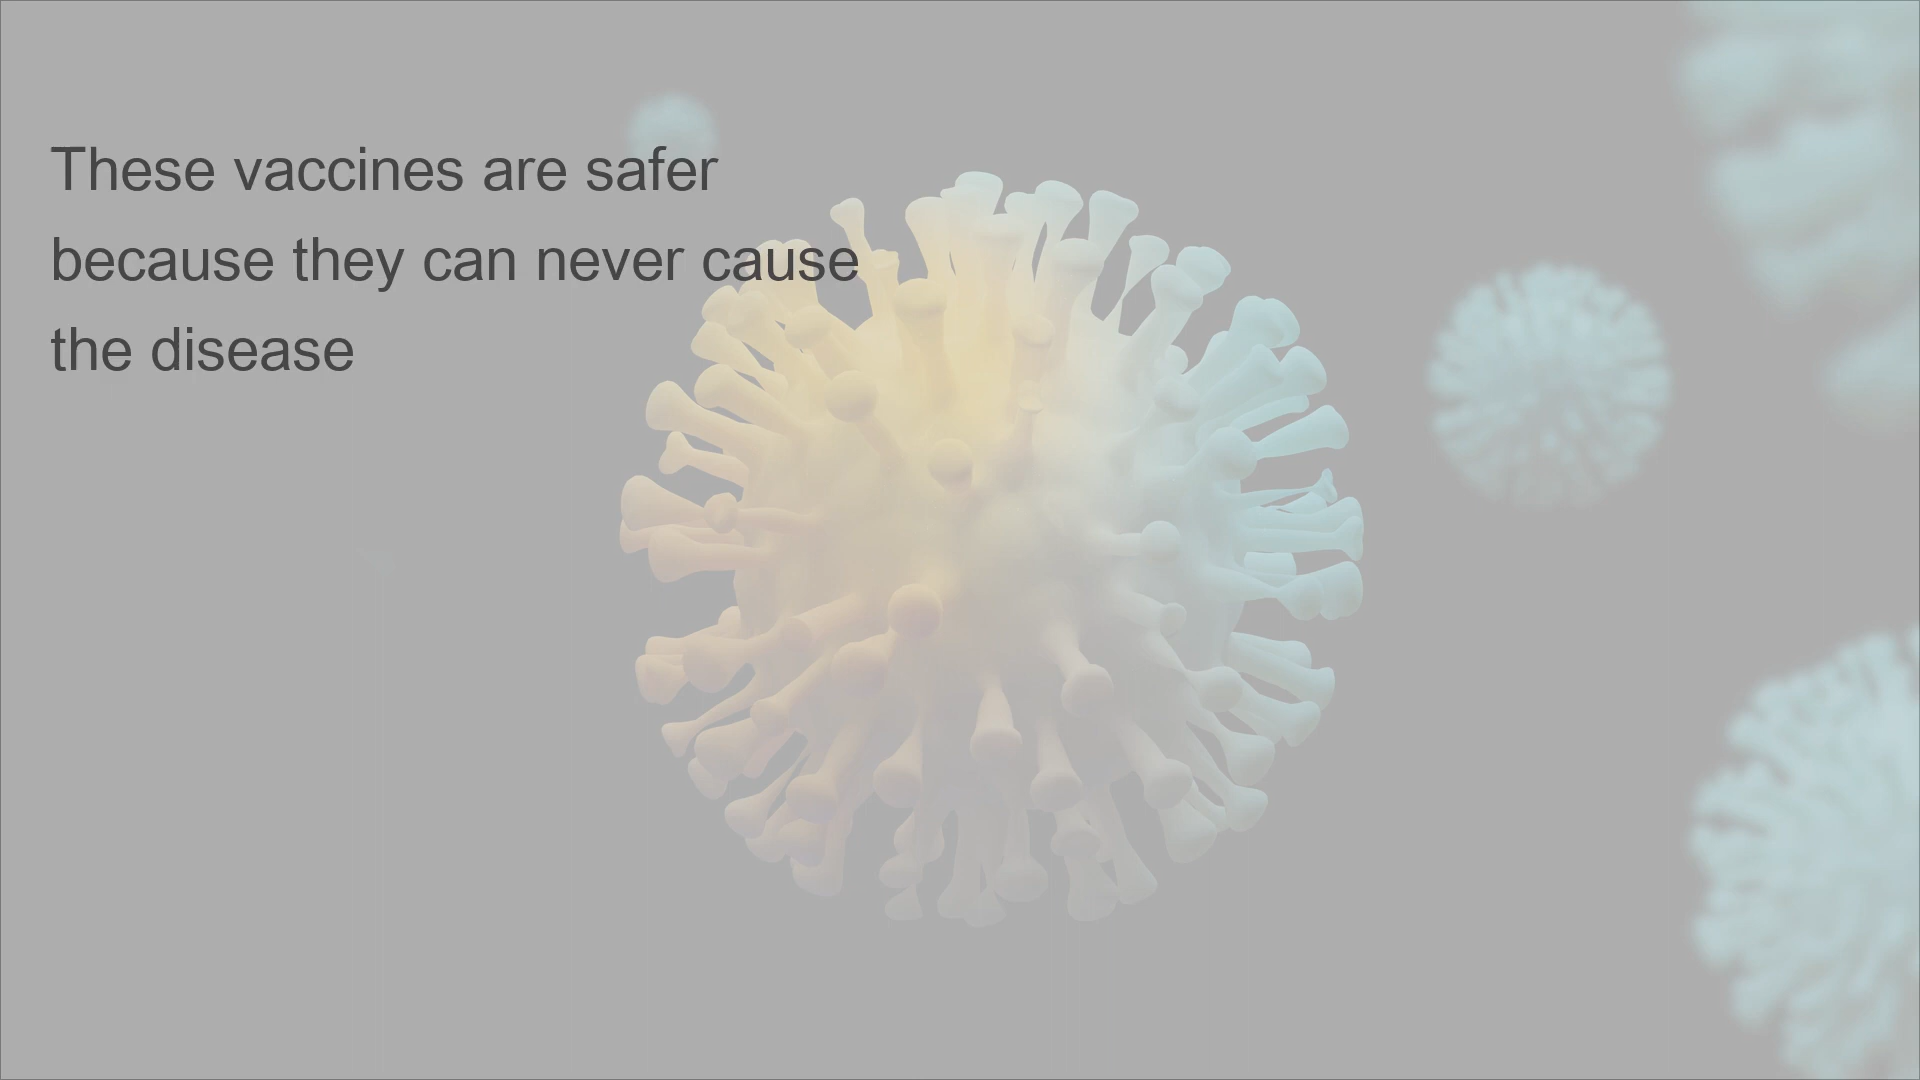 These vaccines are safer
because they can never cause
the disease